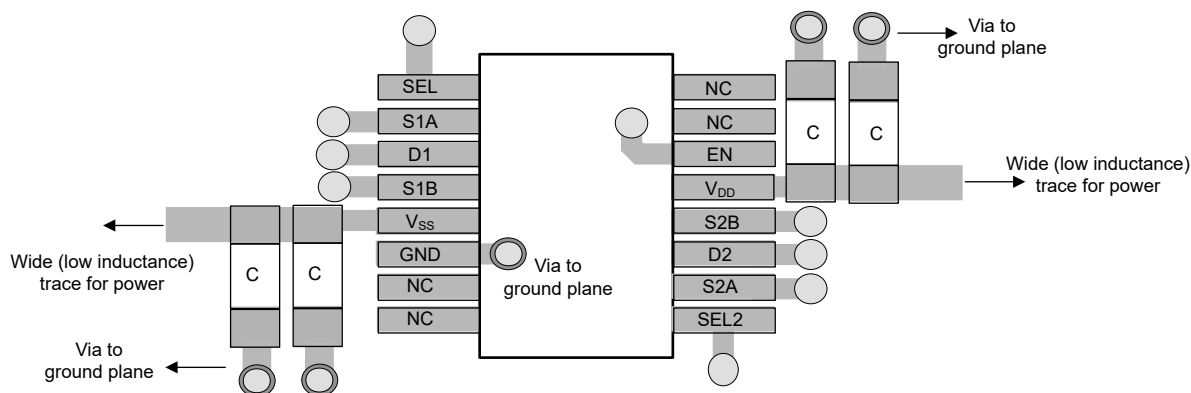 SEL
S1A
D1
S1B
VSS
GND
NC
NC
NC
NC
EN
VDD
S2B
D2
S2A
SEL2
C
C
C
C
Via to
ground plane
Wide (low inductance)
trace for power
Wide (low inductance)
trace for power
Via to
ground plane
Via to
ground plane